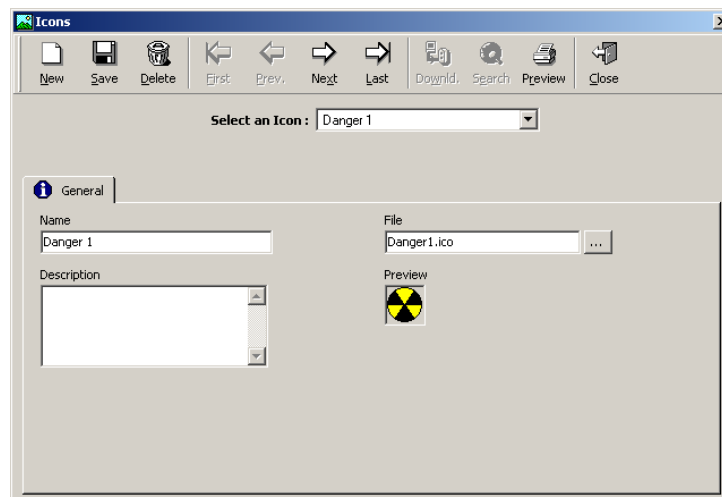 Icons
New Save Delete First Prev. Next Last Downld. Search Preview Close
Select an Icon : Danger 1
General
Name File
Danger 1 Danger1.ico ...
Description Preview